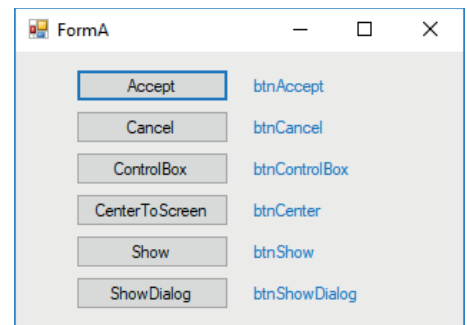 FormA
Accept btnAccept
Cancel btnCancel
ControlBox btnControlBox
CenterToScreen btnCenter
Show btnShow
ShowDialog btnShowDialog